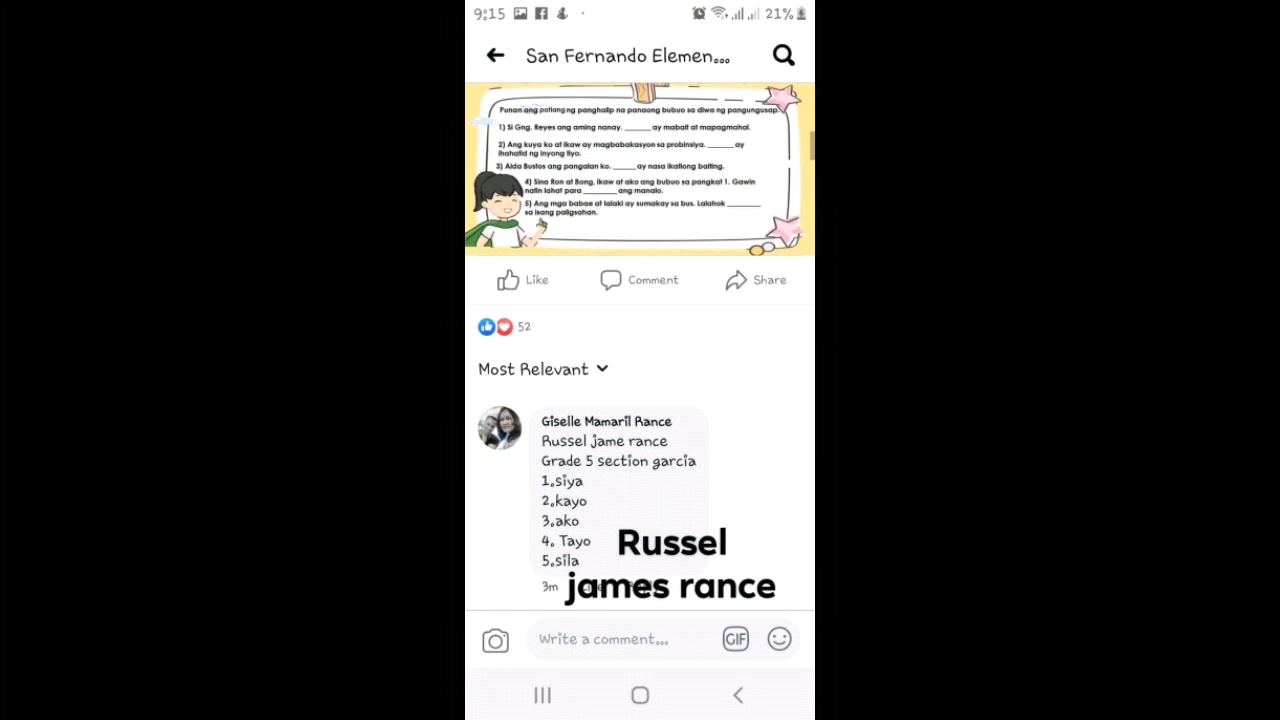 9:15
21%
San Fernando Elemen...
Punan ang patlang ng panghalip na panaong bubuo sa diwa ng pangungusap.
1) Si Gng. Reyes ang aming nanay. ______ ay mabait at mapagmahal.
2) Ang kuya ko at ikaw ay magbabakasyon sa probinsiya. ______ ay
ihahatid ng inyong tiyo.
3) Aida Bustos ang pangalan ko. _____ ay nasa ikatlong baiting.
4) Sina Ron at Bong, ikaw at ako ang bubuo sa pangkat 1. Gawin
natin lahat para ________ ang manalo.
5) Ang mga babae at lalaki ay sumakay sa bus. Lalahok ________
sa isang paligsahan.
Like Comment Share
52
Most Relevant
Giselle Mamaril Rance
Russel jame rance
Grade 5 section garcia
1.siya
2.kayo
3.ako
4. Tayo
5.sila
Russel
james rance
3m
Write a comment... GIF